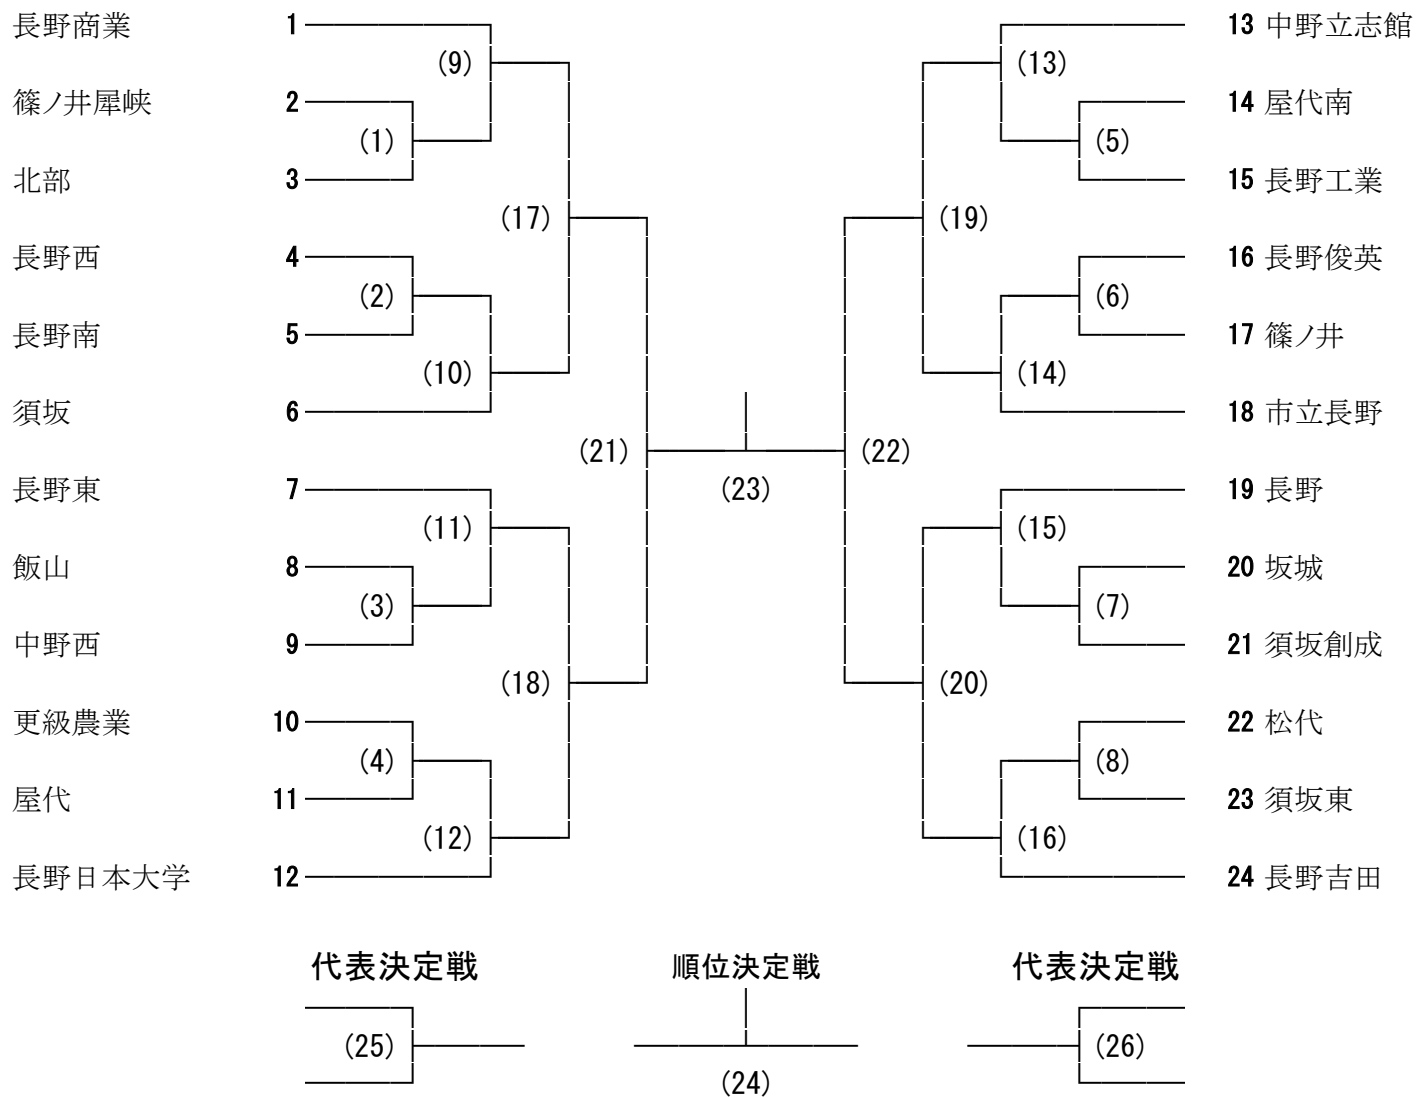 長野商業 1
(9)
篠ノ井犀峡 2
(1)
北部 3
(17)
長野西 4
(2)
長野南 5
(10)
須坂 6
(21)
長野東 7
(11)
飯山 8
(3)
中野西 9
(18)
更級農業 10
(4)
屋代 11
(12)
長野日本大学 12
(23)
13 中野立志館
(13)
14 屋代南
(5)
15 長野工業
(19)
16 長野俊英
(6)
17 篠ノ井
(14)
18 市立長野
(22)
19 長野
(15)
20 坂城
(7)
21 須坂創成
(20)
22 松代
(8)
23 須坂東
(16)
24 長野吉田
代表決定戦
(25)
順位決定戦
(24)
代表決定戦
(26)